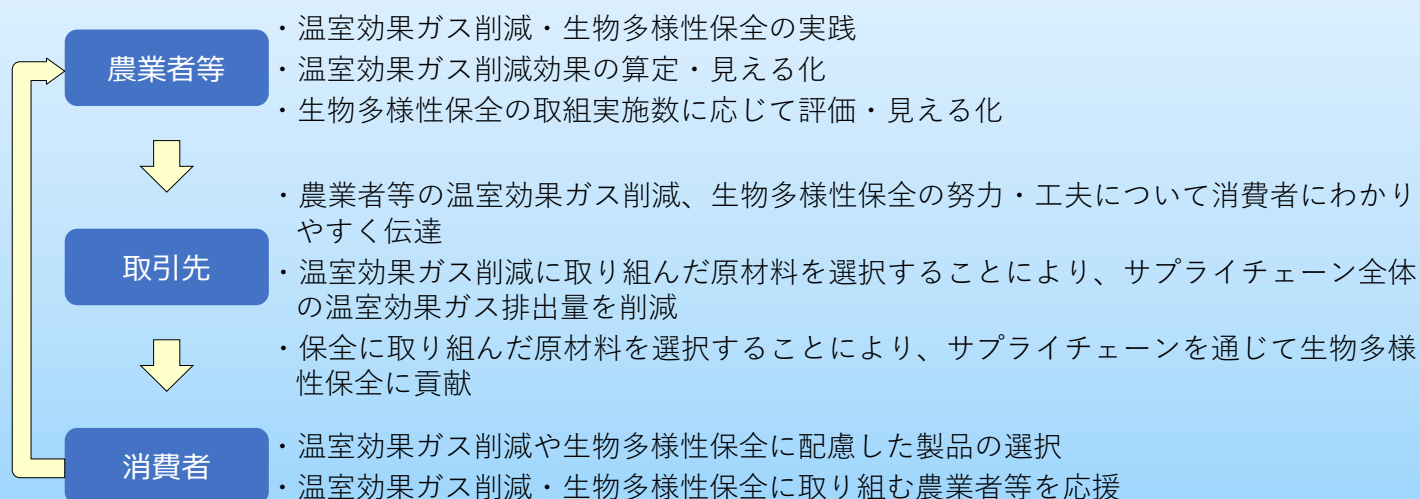 農業者等
・温室効果ガス削減・生物多様性保全の実践
・温室効果ガス削減効果の算定・見える化
・生物多様性保全の取組実施数に応じて評価・見える化
取引先
・農業者等の温室効果ガス削減、生物多様性保全の努力・工夫について消費者にわかり
やすく伝達
・温室効果ガス削減に取り組んだ原材料を選択することにより、サプライチェーン全体
の温室効果ガス排出量を削減
・保全に取り組んだ原材料を選択することにより、サプライチェーンを通じて生物多様
性保全に貢献
消費者
・温室効果ガス削減や生物多様性保全に配慮した製品の選択
・温室効果ガス削減・生物多様性保全に取り組む農業者等を応援